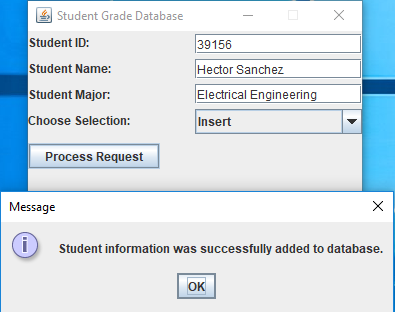 Student Grade Database
Student ID: 39156
Student Name: Hector Sanchez
Student Major: Electrical Engineering
Choose Selection: Insert
Process Request
Message
Student information was successfully added to database.
OK